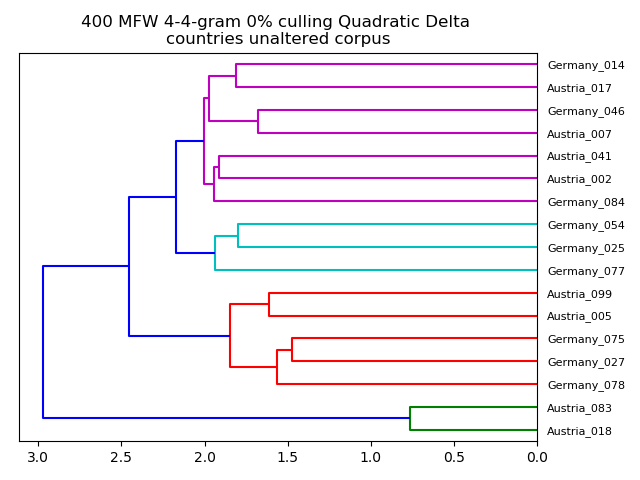 400 MFW 4-4-gram 0% culling Quadratic Delta
countries unaltered corpus
Germany_014
Austria_017
Germany_046
Austria_007
Austria_041
Austria_002
Germany_084
Germany_054
Germany_025
Germany_077
Austria_099
Austria_005
Germany_075
Germany_027
Germany_078
Austria_083
Austria_018
3.0 2.5 2.0 1.5 1.0 0.5 0.0